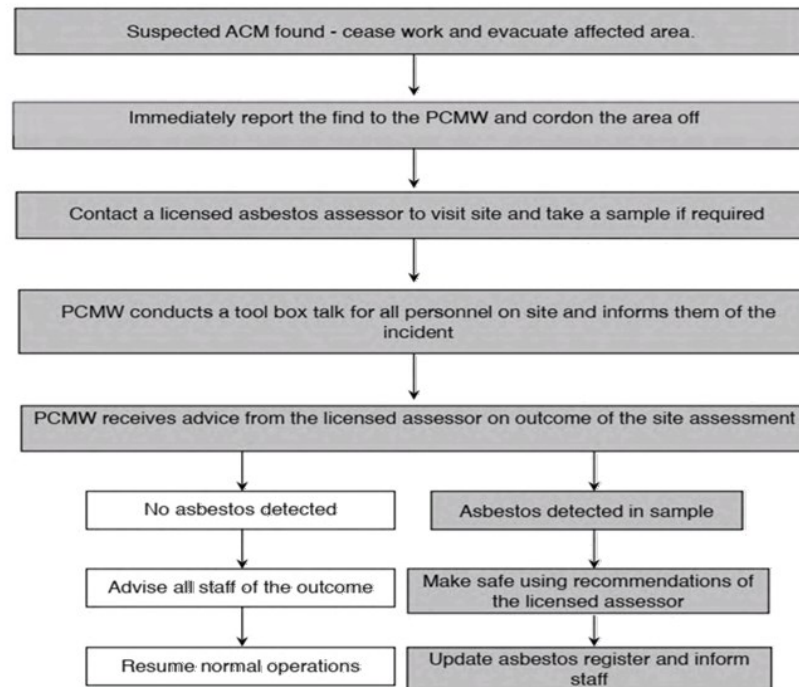 Suspected ACM found - cease work and evacuate affected area.
Immediately report the find to the PCMW and cordon the area off
Contact a licensed asbestos assessor to visit site and take a sample if required
PCMW conducts a tool box talk for all personnel on site and informs them of the
incident
PCMW receives advice from the licensed assessor on outcome of the site assessment
No asbestos detected
Advise all staff of the outcome
Resume normal operations
Asbestos detected in sample
Make safe using recommendations of
the licensed assessor
Update asbestos register and inform
staff